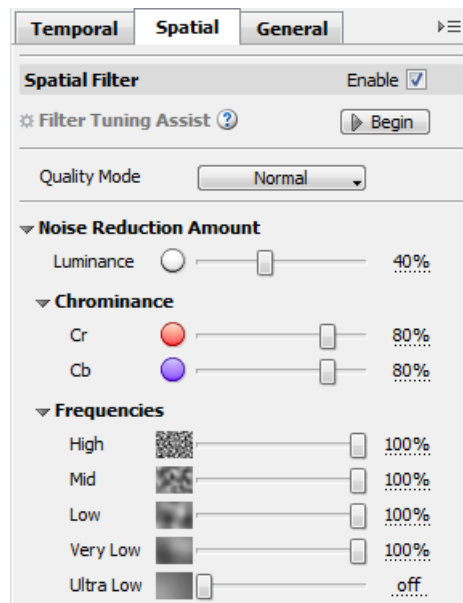 Temporal Spatial General
Spatial Filter Enable
Filter Tuning Assist ? Begin
Quality Mode Normal
Noise Reduction Amount
Luminance 40%
Chrominance
Cr 80%
Cb 80%
Frequencies
High 100%
Mid 100%
Low 100%
Very Low 100%
Ultra Low off